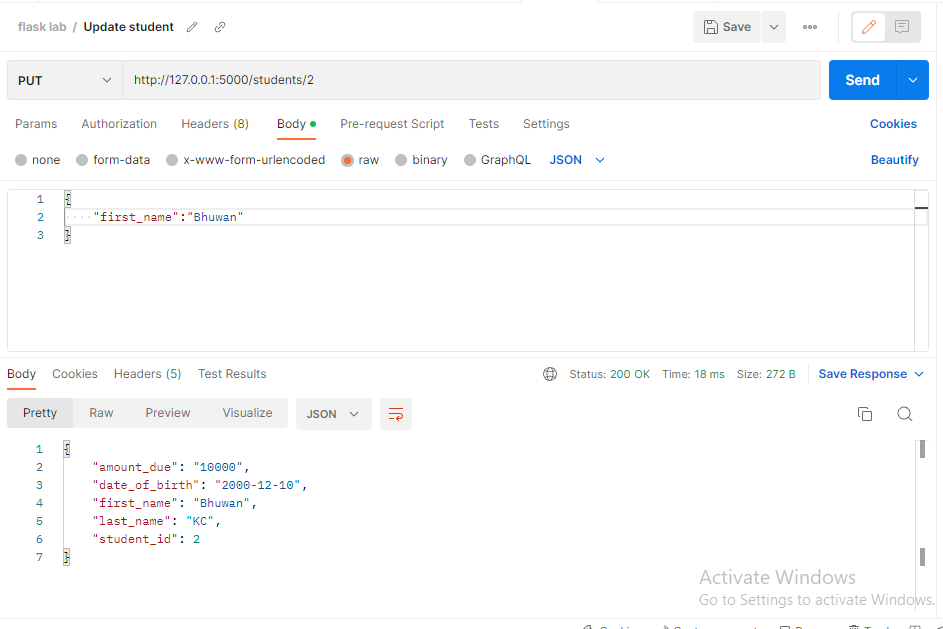 flask lab / Update student
Save
PUT
http://127.0.0.1:5000/students/2
Send
Params Authorization Headers (8) Body Pre-request Script Tests Settings Cookies
none form-data x-www-form-urlencoded raw binary GraphQL JSON Beautify
1 {
2 "first_name":"Bhuwan"
3 }
Body Cookies Headers (5) Test Results Status: 200 OK Time: 18 ms Size: 272 B Save Response
Pretty Raw Preview Visualize JSON
1 {
2 "amount_due": "10000",
3 "date_of_birth": "2000-12-10",
4 "first_name": "Bhuwan",
5 "last_name": "KC",
6 "student_id": 2
7 }
Activate Windows
Go to Settings to activate Windows.